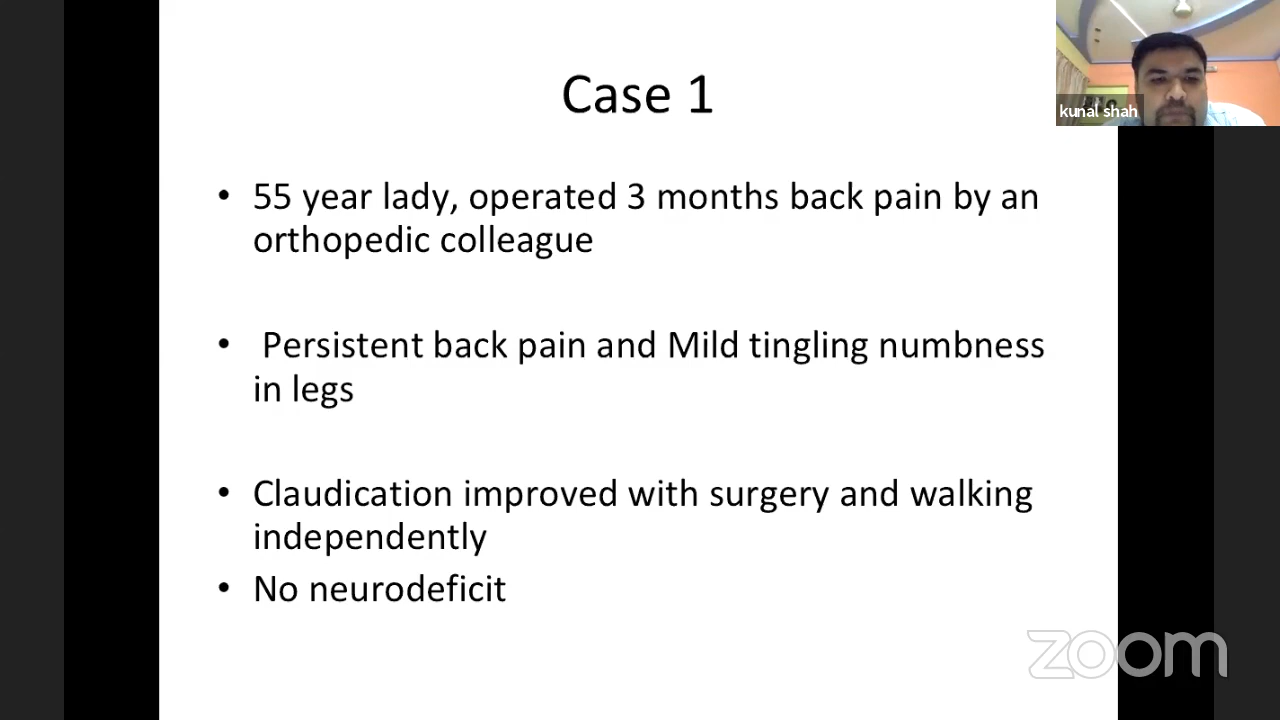 Case 1
kunal shah
• 55 year lady, operated 3 months back pain by an
orthopedic colleague
• Persistent back pain and Mild tingling numbness
in legs
• Claudication improved with surgery and walking
independently
• No neurodeficit
zoom